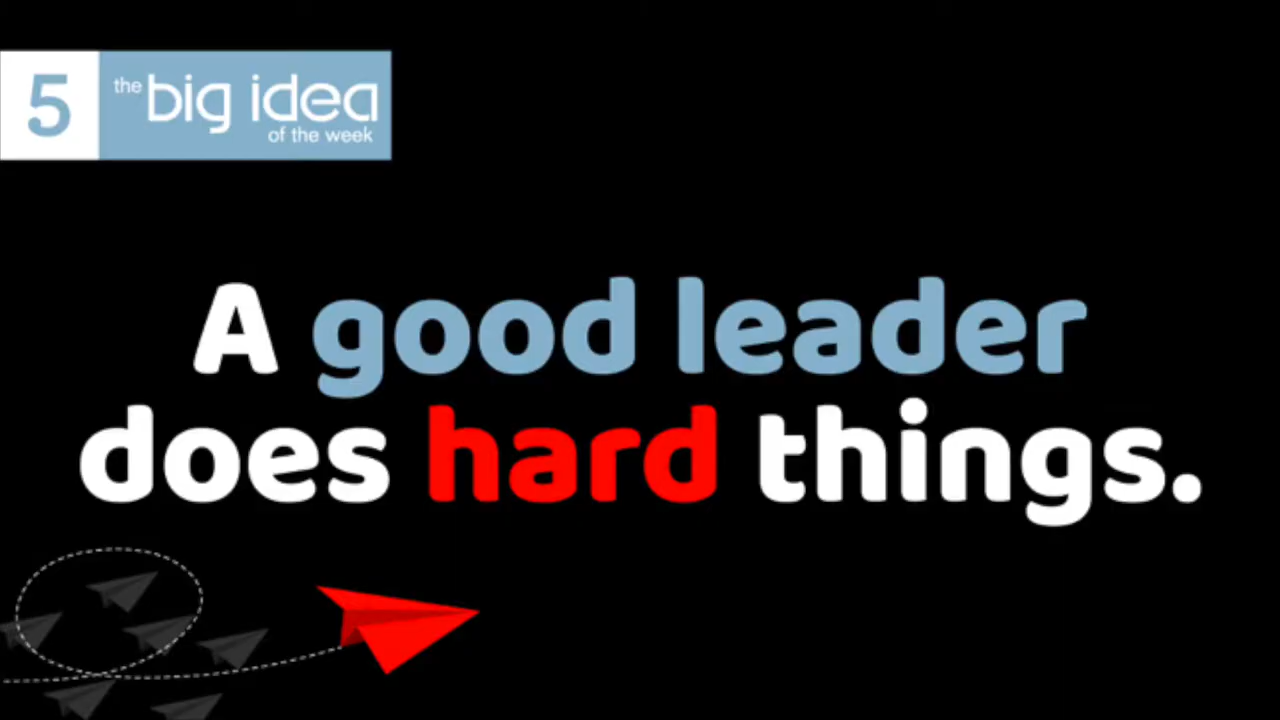 5
the big idea
of the week
A good leader
does hard things.